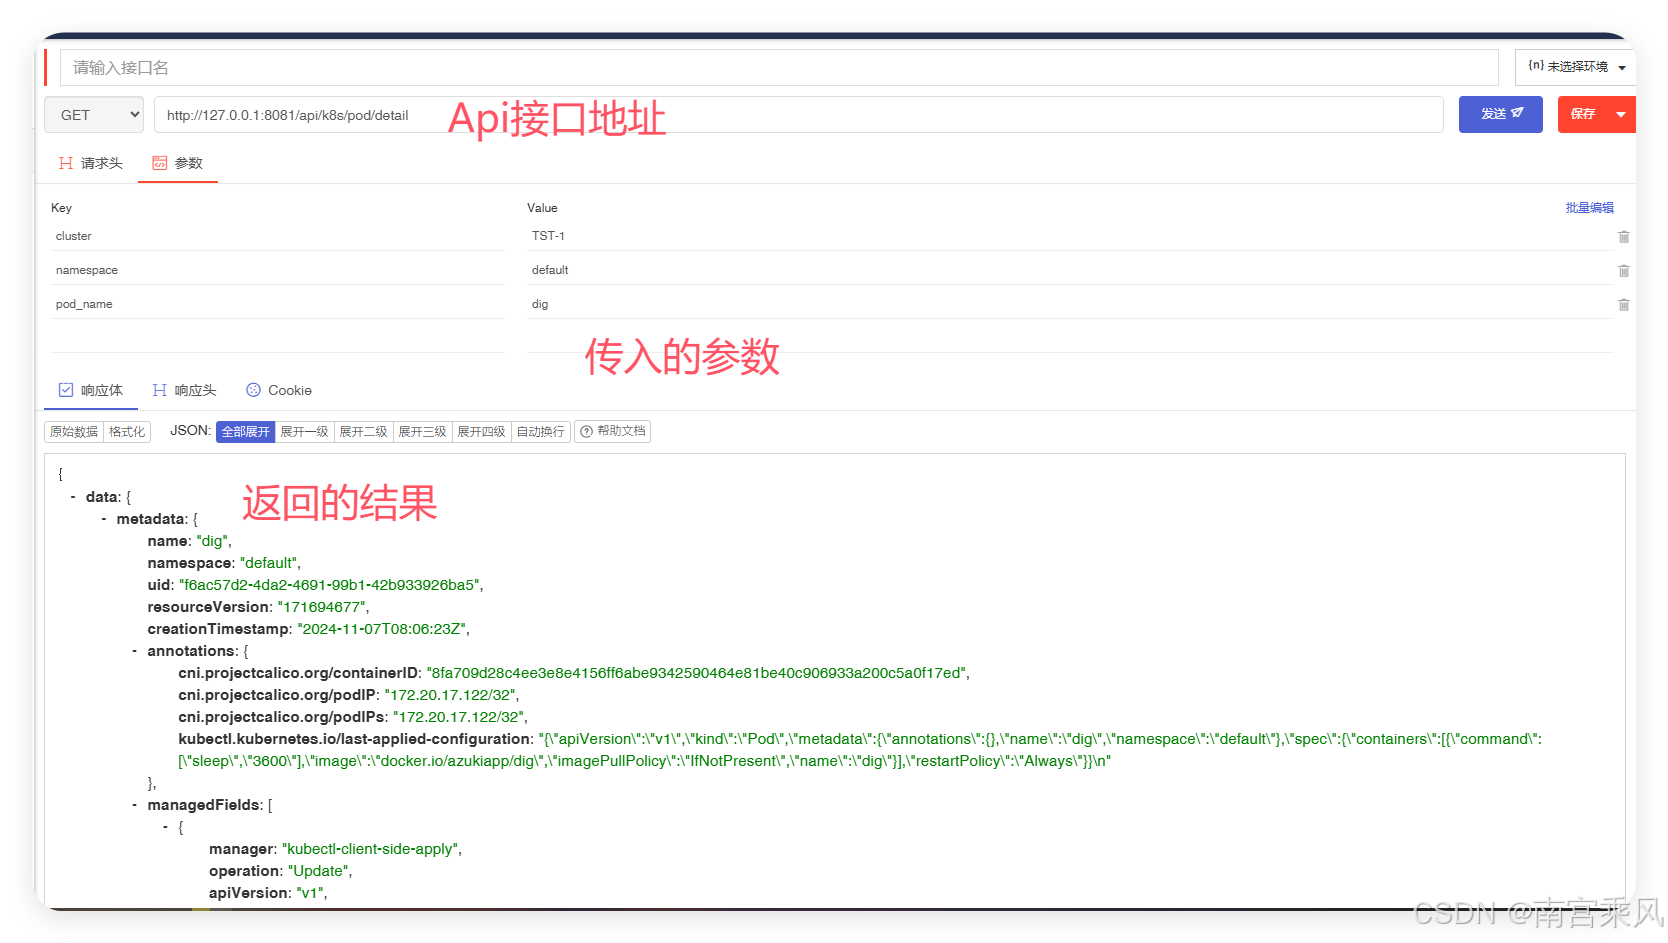 请输入接口名
{n} 未选择环境
GET
http://127.0.0.1:8081/api/k8s/pod/detail
Api接口地址
发送
保存
请求头
参数
Key
Value
批量编辑
cluster
TST-1
namespace
default
pod_name
dig
传入的参数
响应体
响应头
Cookie
原始数据 格式化 JSON: 全部展开 展开一级 展开二级 展开三级 展开四级 自动换行 帮助文档
{
- data: {
返回的结果
- metadata: {
name: "dig",
namespace: "default",
uid: "f6ac57d2-4da2-4691-99b1-42b933926ba5",
resourceVersion: "171694677",
creationTimestamp: "2024-11-07T08:06:23Z",
- annotations: {
cni.projectcalico.org/containerID: "8fa709d28c4ee3e8e4156ff6abe9342590464e81be40c906933a200c5a0f17ed",
cni.projectcalico.org/podIP: "172.20.17.122/32",
cni.projectcalico.org/podIPs: "172.20.17.122/32",
kubectl.kubernetes.io/last-applied-configuration: "{\"apiVersion\":\"v1\",\"kind\":\"Pod\",\"metadata\":{\"annotations\":{},\"name\":\"dig\",\"namespace\":\"default\"},\"spec\":{\"containers\":[{\"command\":
[\"sleep\",\"3600\"],\"image\":\"docker.io/azukiapp/dig\",\"imagePullPolicy\":\"IfNotPresent\",\"name\":\"dig\"}],\"restartPolicy\":\"Always\"}}\n"
},
- managedFields: [
- {
manager: "kubectl-client-side-apply",
operation: "Update",
apiVersion: "v1",
CSDN @南宫乘风